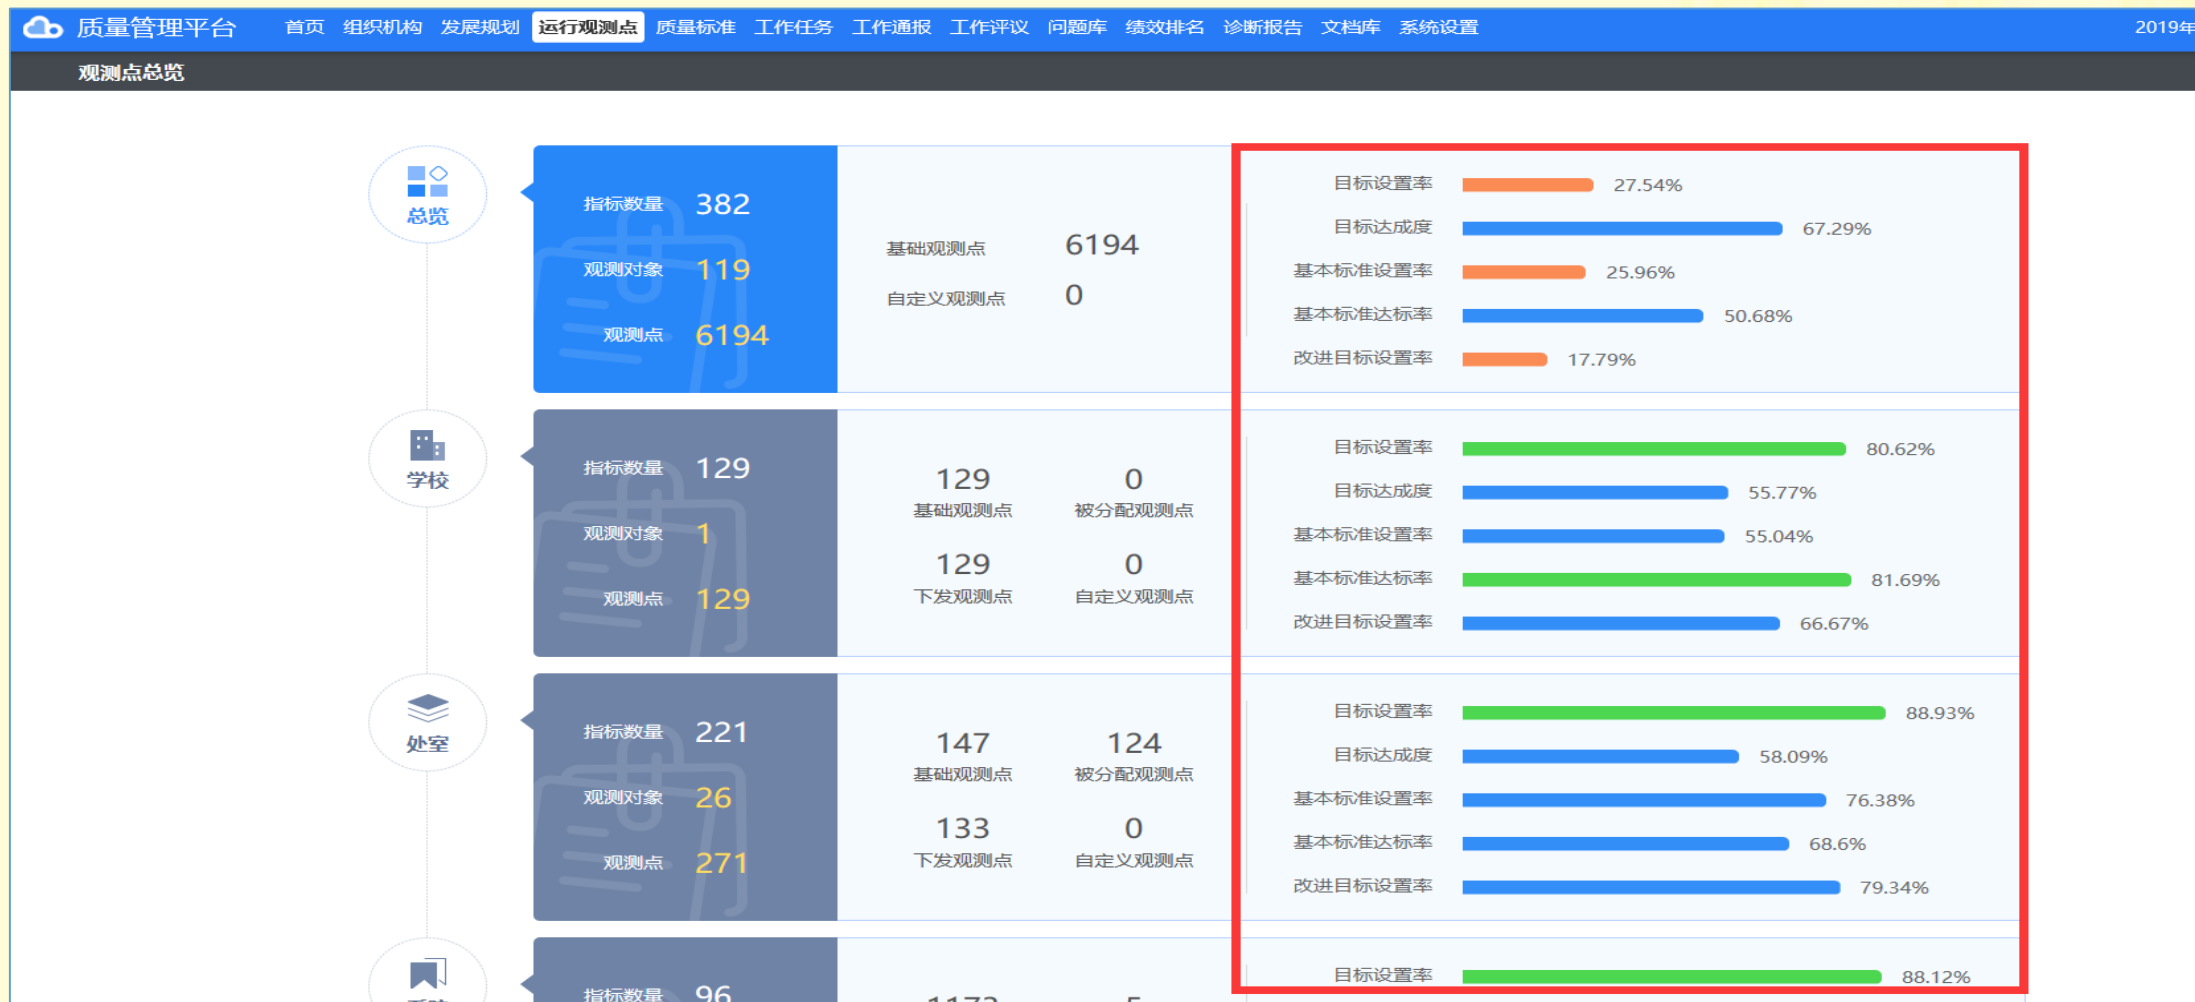 质量管理平台 首页 组织机构 发展规划 运行观测点 质量标准 工作任务 工作通报 工作评议 问题库 绩效排名 诊断报告 文档库 系统设置 2019年
观测点总览
总览
指标数量 382
观测对象 119
观测点 6194
基础观测点 6194
自定义观测点 0
目标设置率 27.54%
目标达成度 67.29%
基本标准设置率 25.96%
基本标准达标率 50.68%
改进目标设置率 17.79%
学校
指标数量 129
观测对象 1
观测点 129
129 0
基础观测点 被分配观测点
129 0
下发观测点 自定义观测点
目标设置率 80.62%
目标达成度 55.77%
基本标准设置率 55.04%
基本标准达标率 81.69%
改进目标设置率 66.67%
处室
指标数量 221
观测对象 26
观测点 271
147 124
基础观测点 被分配观测点
133 0
下发观测点 自定义观测点
目标设置率 88.93%
目标达成度 58.09%
基本标准设置率 76.38%
基本标准达标率 68.6%
改进目标设置率 79.34%
指标数量 96
目标设置率 88.12%